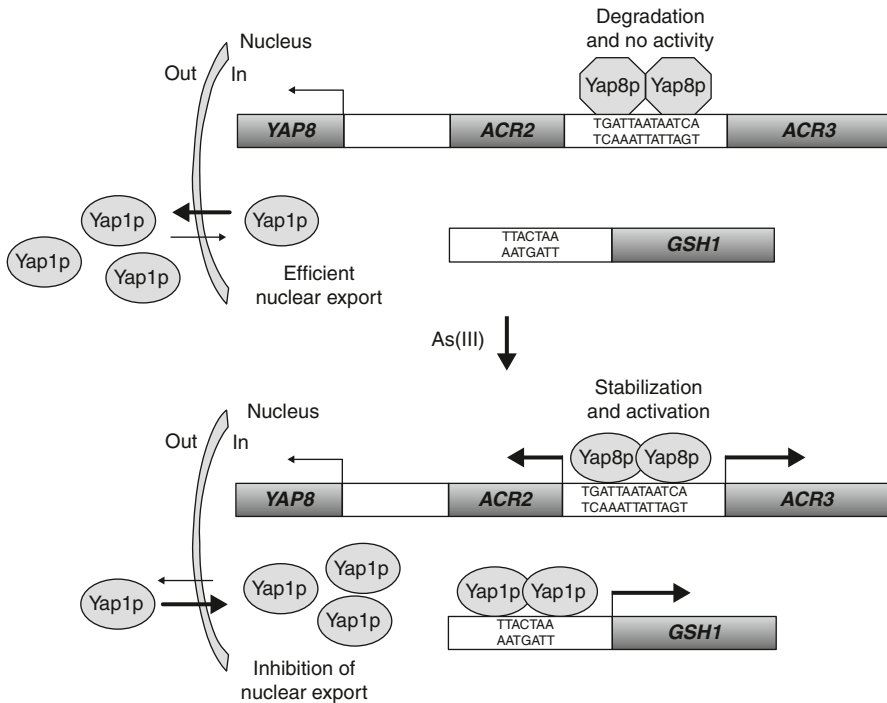 Degradation
and no activity
Nucleus
Out In
Yap8p Yap8p
YAP8 ACR2 TGATTAATAATCA ACR3
TCAAATTATTAGT
Yap1p
Yap1p
Yap1p
Yap1p
TTACTAA
AATGATT
GSH1
Efficient
nuclear export
As(III)
Stabilization
and activation
Nucleus
Out In
Yap8p Yap8p
YAP8 ACR2 TGATTAATAATCA ACR3
TCAAATTATTAGT
Yap1p
Yap1p
Yap1p
Yap1p
Yap1p Yap1p
TTACTAA
AATGATT
GSH1
Inhibition of
nuclear export